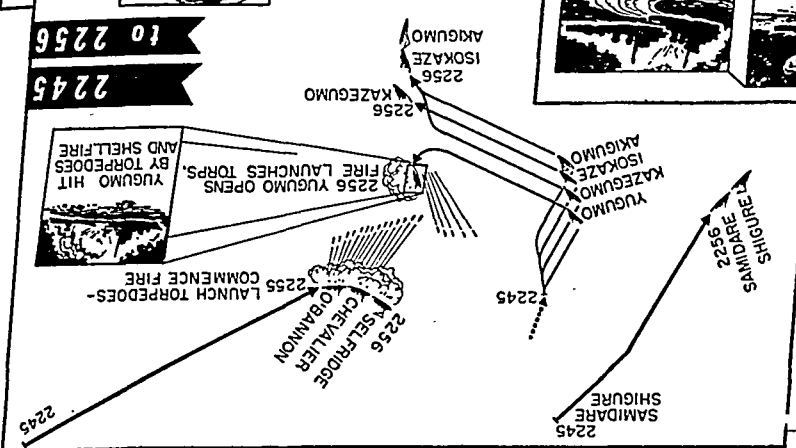 2245
SAMIDARE
SHIGURE
2245
2256
SELFRIDGE
CHEVALIER
O'BANNON
2255 LAUNCH TORPEDOES-
COMMENCE FIRE
2245
2256
SAMIDARE
SHIGURE
YUGUMO
KAZEGUMO
ISOKAZE
AKIGUMO
2256 YUGUMO OPENS
FIRE LAUNCHES TORPS.
YUGUMO HIT
BY TORPEDOES
AND SHELLFIRE
2256
KAZEGUMO
2256
ISOKAZE
AKIGUMO
2245
to 2256